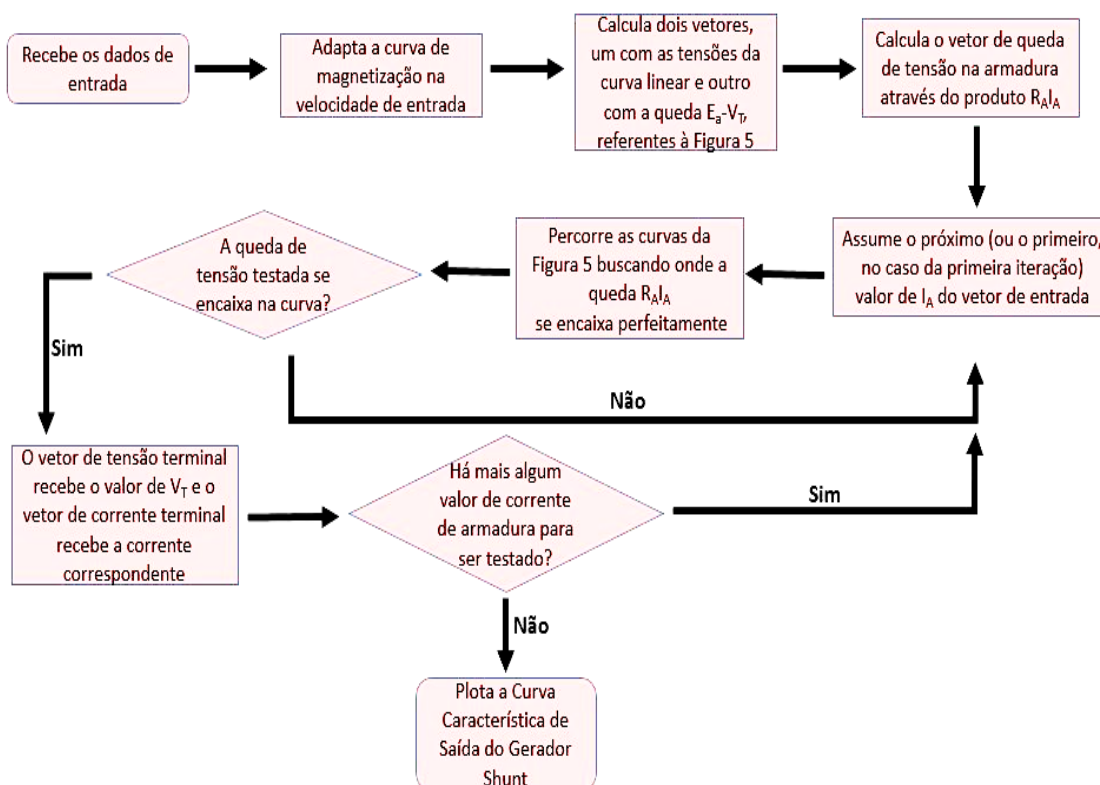 Recebe os dados de
entrada
Adapta a curva de
magnetização na
velocidade de entrada
Calcula dois vetores,
um com as tensões da
curva linear e outro
com a queda Eₐ-V_T,
referentes à Figura 5
Calcula o vetor de queda
de tensão na armadura
através do produto R_AI_A
Assume o próximo (ou o primeiro,
no caso da primeira iteração)
valor de I_A do vetor de entrada
Percorre as curvas da
Figura 5 buscando onde a
queda R_AI_A
se encaixa perfeitamente
A queda de
tensão testada se
encaixa na curva?
Sim
Não
O vetor de tensão terminal
recebe o valor de V_T e o
vetor de corrente terminal
recebe a corrente
correspondente
Há mais algum
valor de corrente
de armadura para
ser testado?
Sim
Não
Plota a Curva
Característica de
Saída do Gerador
Shunt